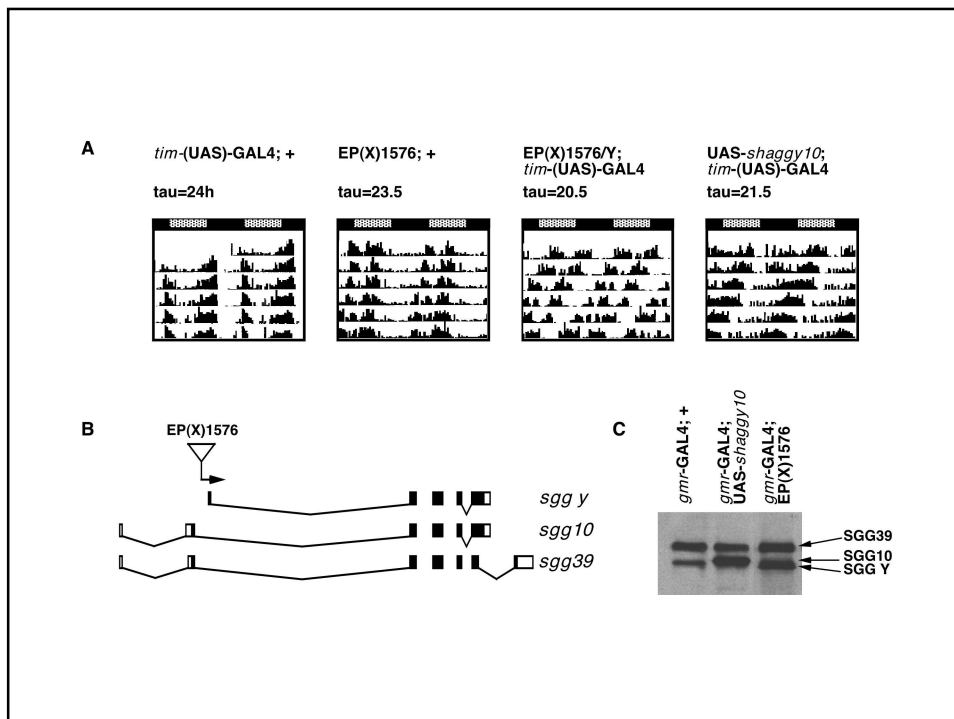 A
tim-(UAS)-GAL4; +
tau=24h
EP(X)1576; +
tau=23.5
EP(X)1576/Y;
tim-(UAS)-GAL4
tau=20.5
UAS-shaggy10;
tim-(UAS)-GAL4
tau=21.5
B
EP(X)1576
sgg y
sgg10
sgg39
C
gmr-GAL4; +
gmr-GAL4;
UAS-shaggy10
gmr-GAL4;
EP(X)1576
SGG39
SGG10
SGG Y